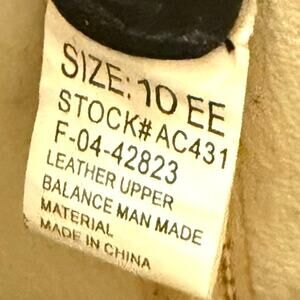 SIZE: 10 EE
STOCK# AC431
F-04-42823
LEATHER UPPER
BALANCE MAN MADE
MATERIAL
MADE IN CHINA